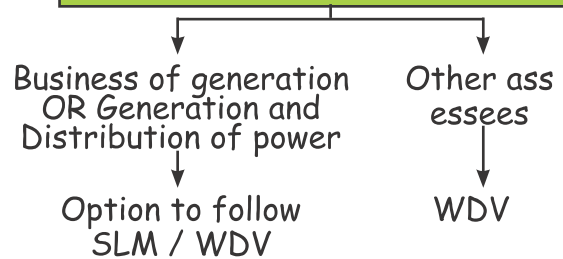 Business of generation
OR Generation and
Distribution of power
Other ass
essees
Option to follow
SLM / WDV
WDV